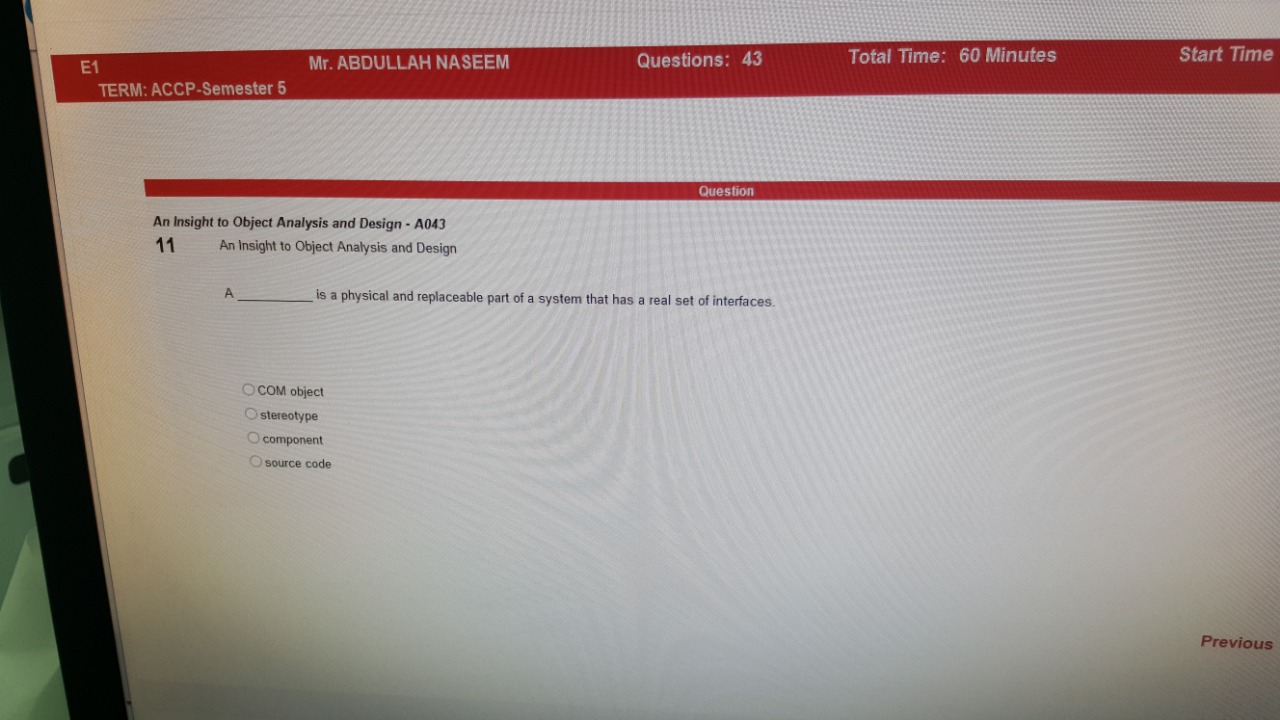 E1 Mr. ABDULLAH NASEEM Questions: 43 Total Time: 60 Minutes Start Time
TERM: ACCP-Semester 5
Question
An Insight to Object Analysis and Design - A043
11 An Insight to Object Analysis and Design
A __________ is a physical and replaceable part of a system that has a real set of interfaces.
COM object
stereotype
component
source code
Previous